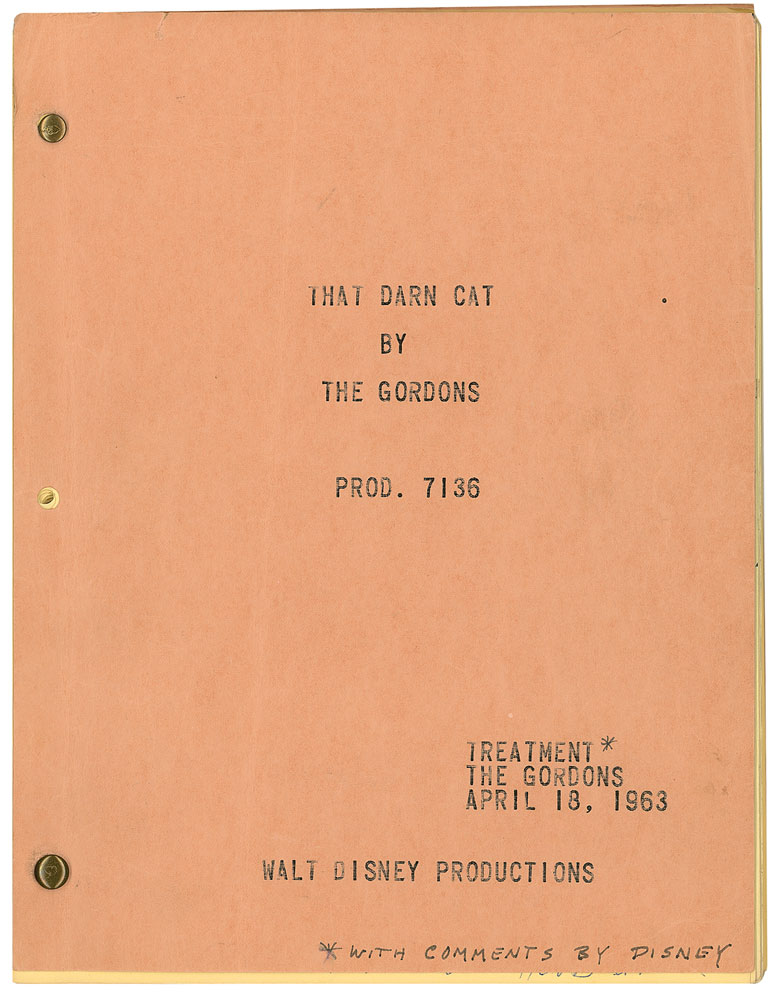 THAT DARN CAT
BY
THE GORDONS
PROD. 7136
TREATMENT*
THE GORDONS
APRIL 18, 1963
WALT DISNEY PRODUCTIONS
* WITH COMMENTS BY DISNEY